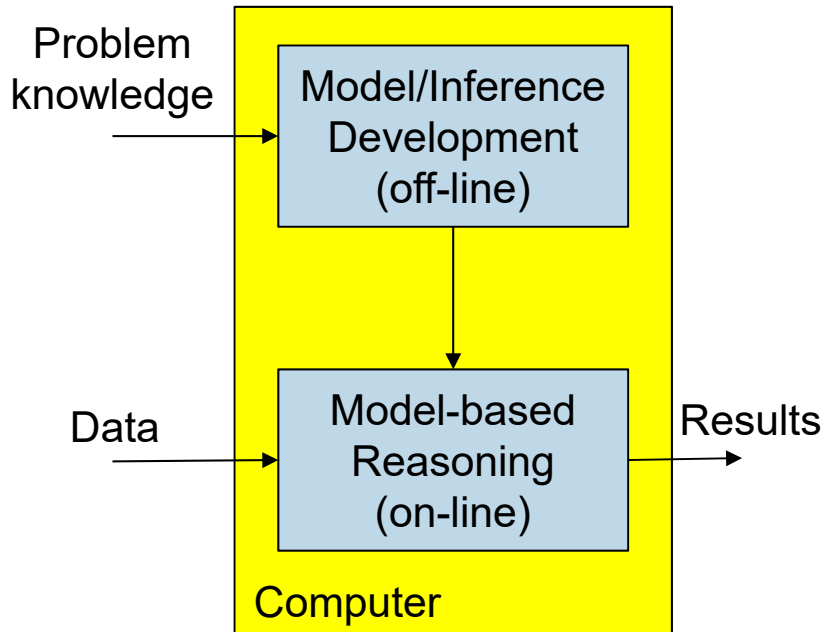 Problem
knowledge
Model/Inference
Development
(off-line)
Data
Model-based
Reasoning
(on-line)
Results
Computer